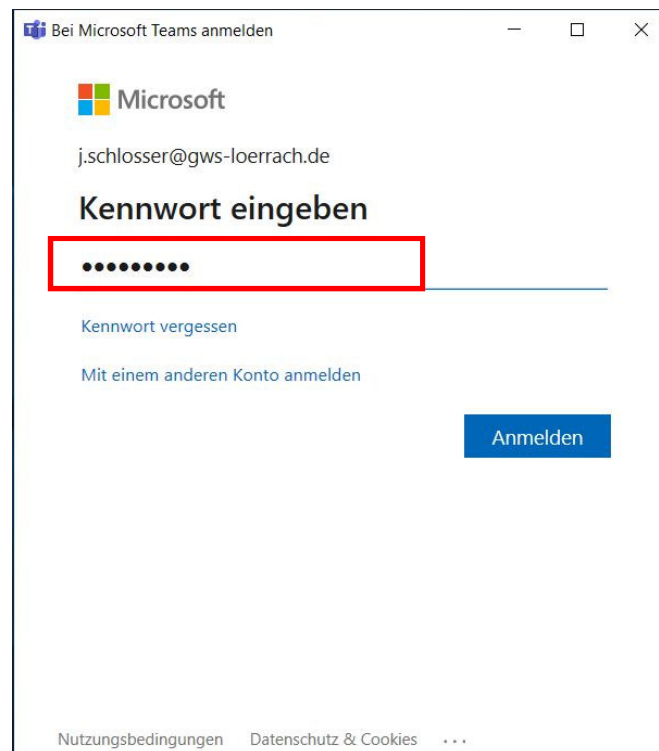 Bei Microsoft Teams anmelden
Microsoft
j.schlosser@gws-loerrach.de
Kennwort eingeben
•••••••••
Kennwort vergessen
Mit einem anderen Konto anmelden
Anmelden
Nutzungsbedingungen Datenschutz & Cookies ...